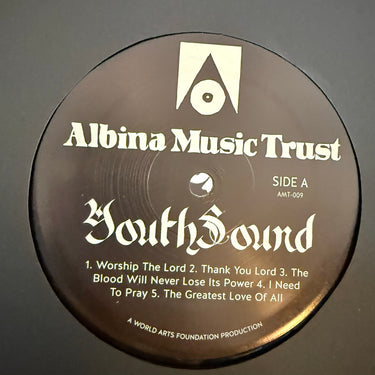 Albina Music Trust
SIDE A
AMT-009
YouthSound
1. Worship The Lord 2. Thank You Lord 3. The
Blood Will Never Lose Its Power 4. I Need
To Pray 5. The Greatest Love Of All
A WORLD ARTS FOUNDATION PRODUCTION